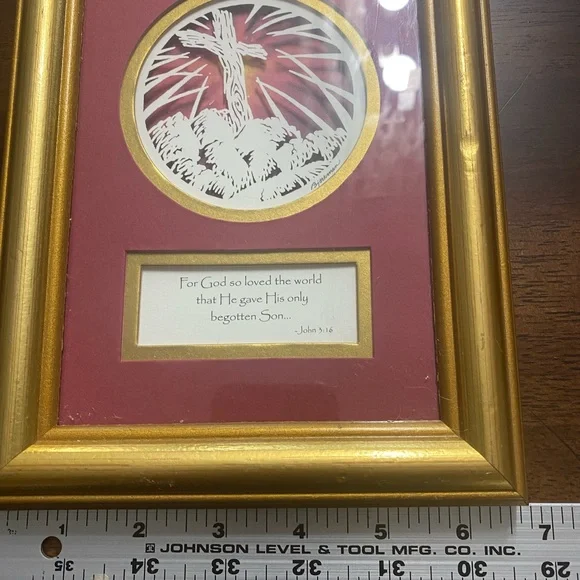 For God so loved the world
that He gave His only
begotten Son...
~John 3:16
1 2 3 4 5 6 7
JOHNSON LEVEL & TOOL MFG. CO. INC.
35 34 33 32 31 30 29